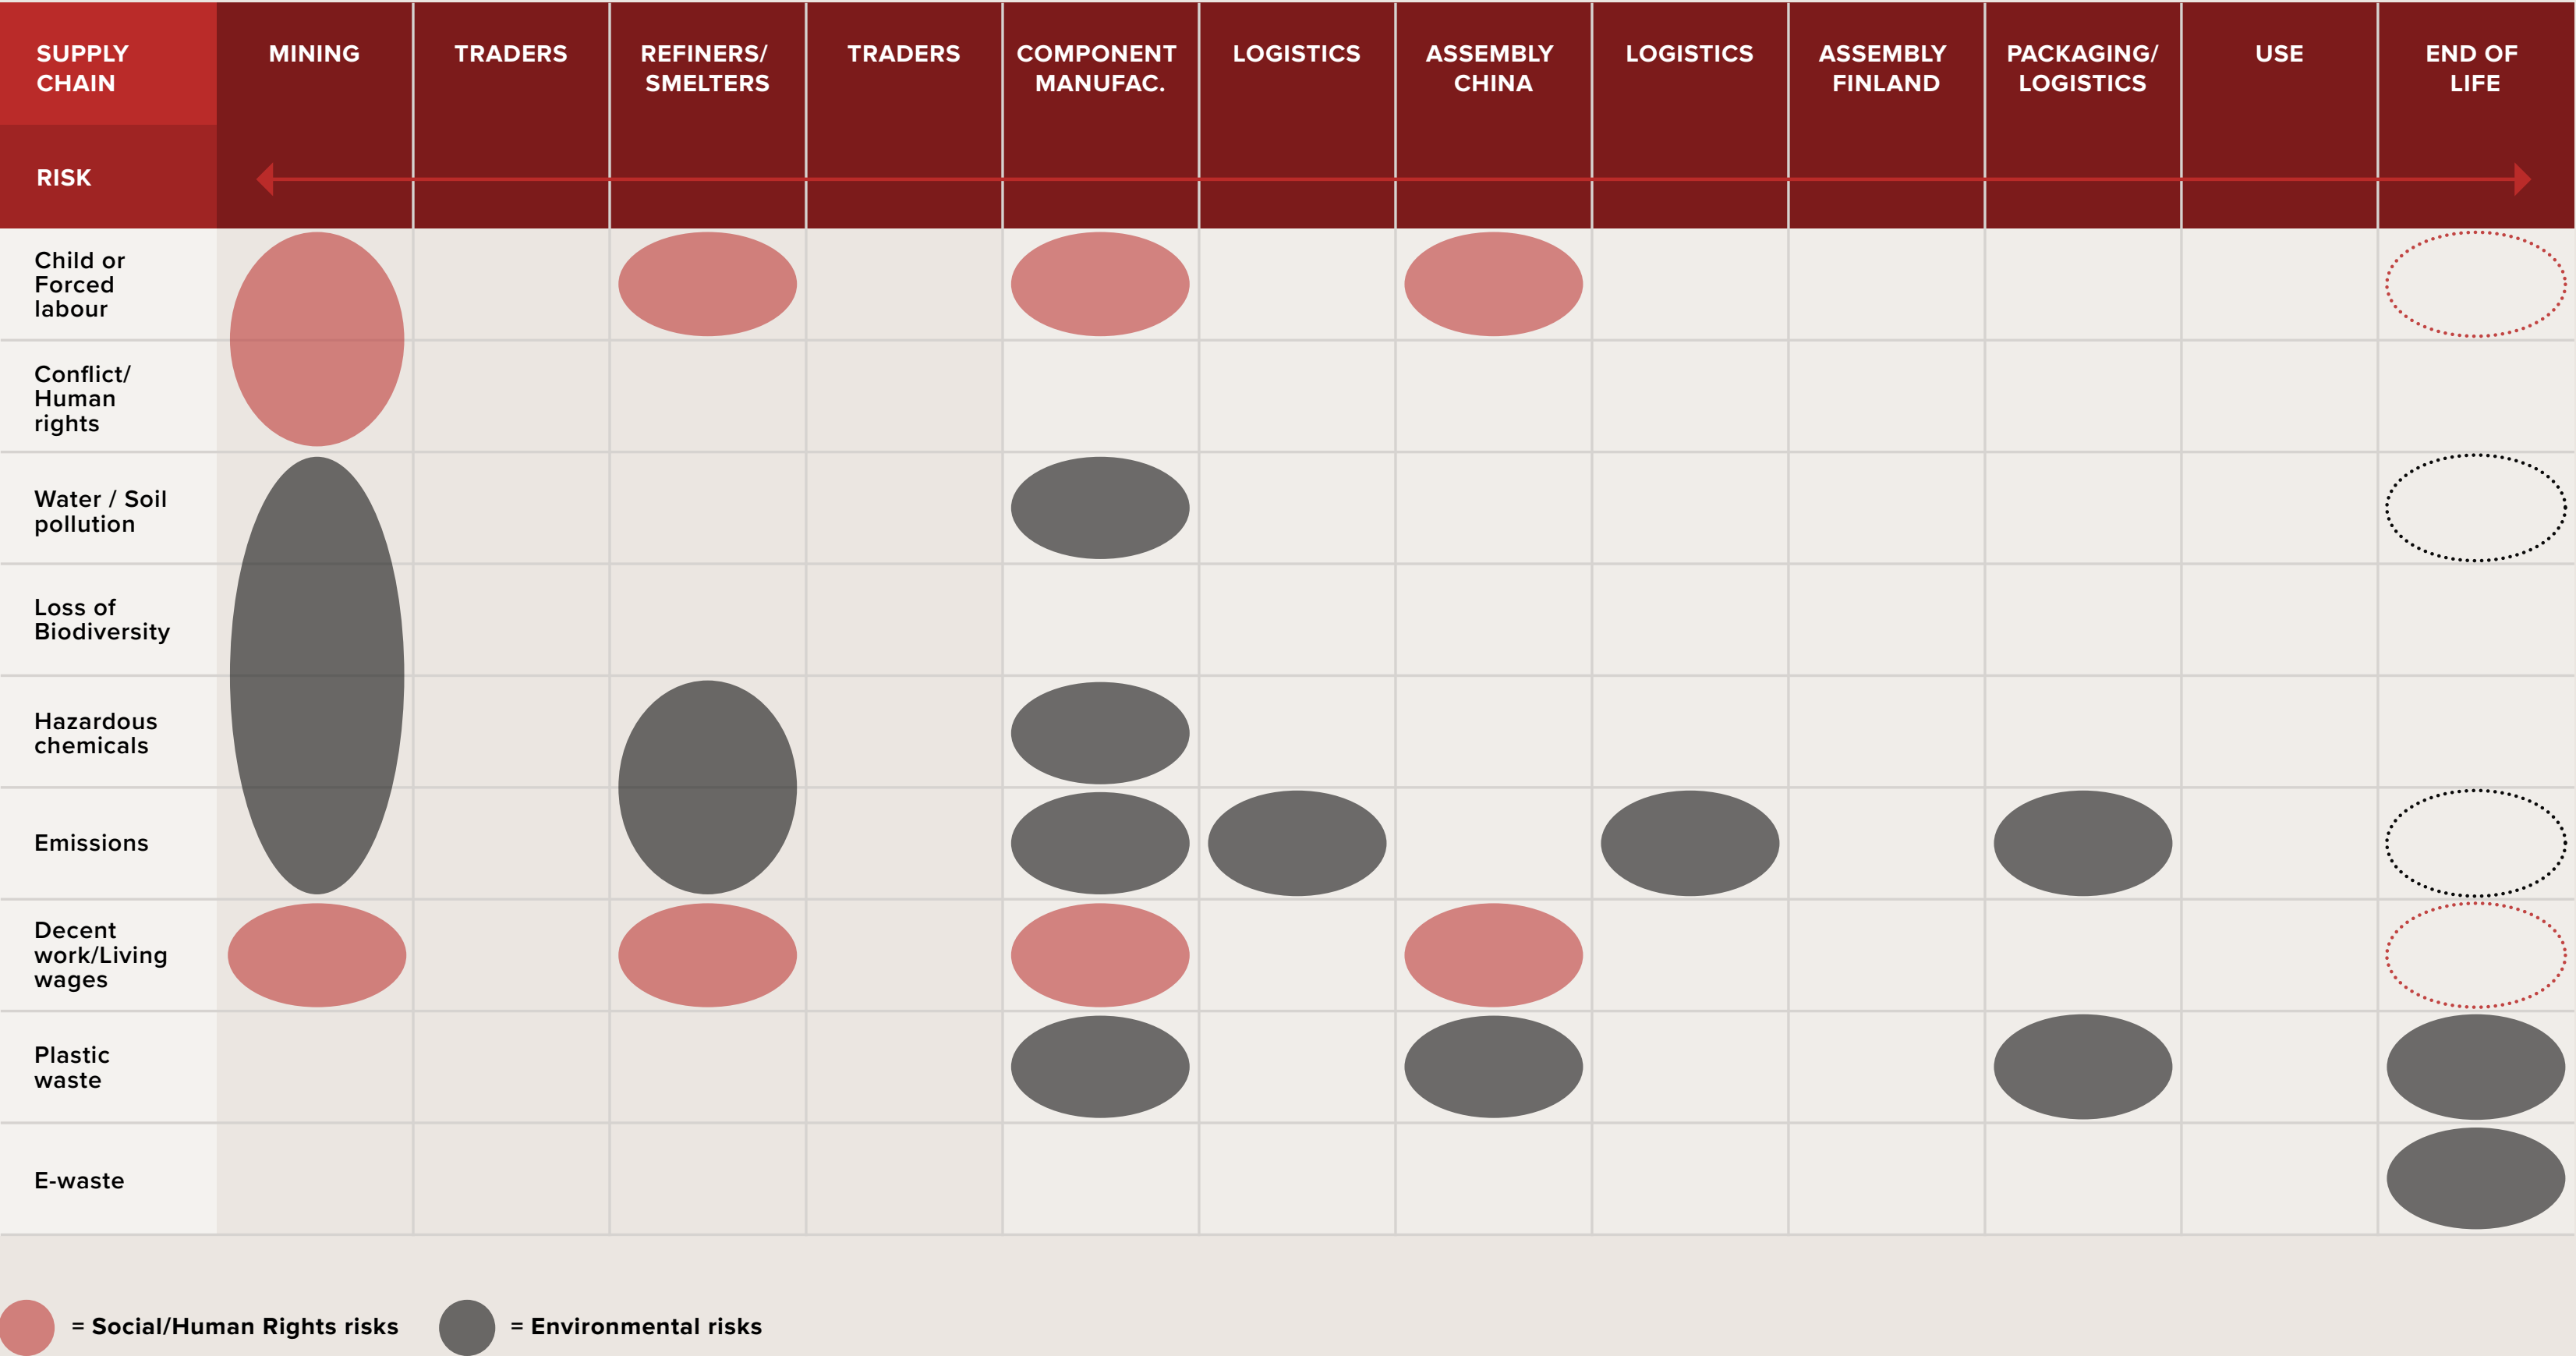 SUPPLY
CHAIN
MINING
TRADERS
REFINERS/
SMELTERS
TRADERS
COMPONENT
MANUFAC.
LOGISTICS
ASSEMBLY
CHINA
LOGISTICS
ASSEMBLY
FINLAND
PACKAGING/
LOGISTICS
USE
END OF
LIFE
RISK
Child or
Forced
labour
Conflict/
Human
rights
Water / Soil
pollution
Loss of
Biodiversity
Hazardous
chemicals
Emissions
Decent
work/Living
wages
Plastic
waste
E-waste
= Social/Human Rights risks
= Environmental risks